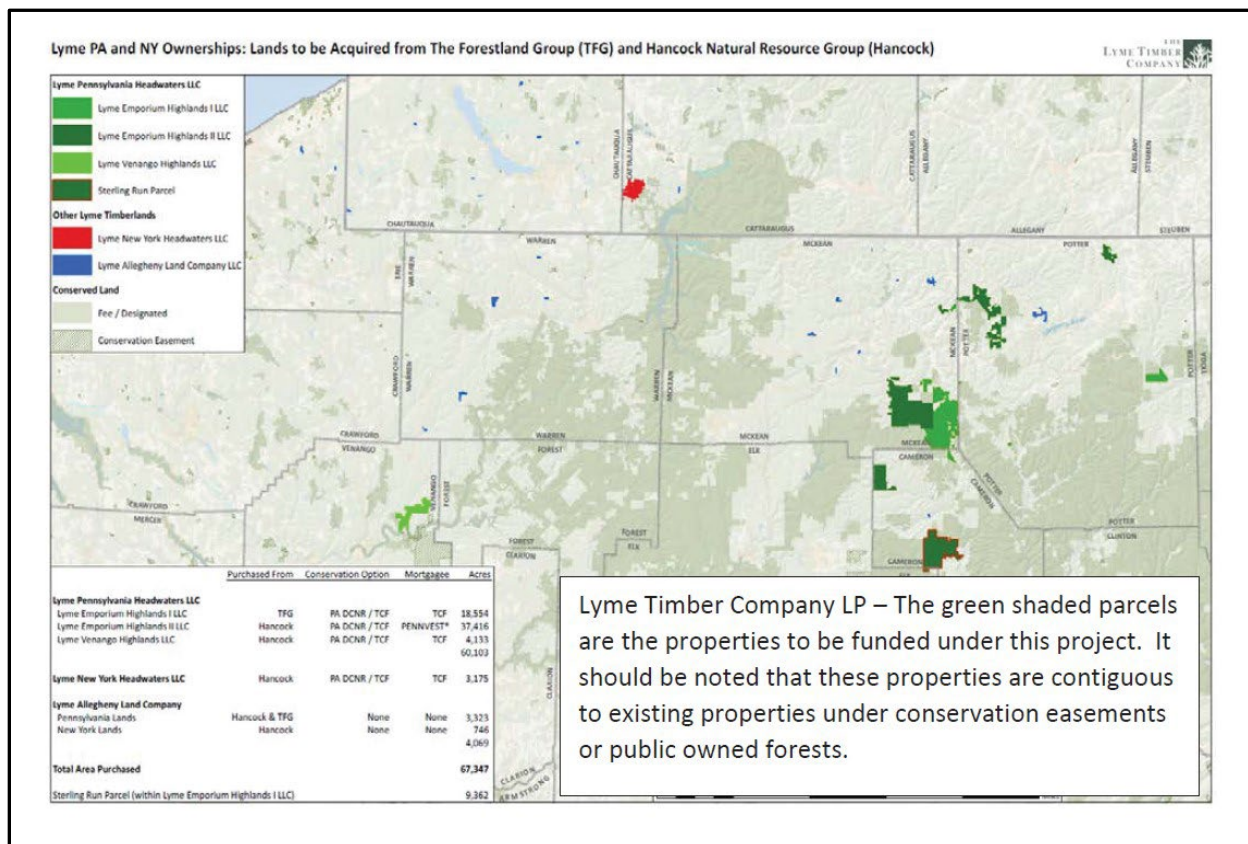 Lyme PA and NY Ownerships: Lands to be Acquired from The Forestland Group (TFG) and Hancock Natural Resource Group (Hancock)
THE
LYME TIMBER
COMPANY
Lyme Pennsylvania Headwaters LLC
Lyme Emporium Highlands I LLC
Lyme Emporium Highlands II LLC
Lyme Venango Highlands LLC
Sterling Run Parcel
Other Lyme Timberlands
Lyme New York Headwaters LLC
Lyme Allegheny Land Company LLC
Conserved Land
Fee / Designated
Conservation Easement
CHAUTAUQUA
CATTARAUGUS
CATTARAUGUS
ALLEGANY
ALLEGANY
STEUBEN
CHAUTAUQUA
WARREN
CATTARAUGUS
MCKEAN
ALLEGANY
POTTER
STEUBEN
ERIE
WARREN
MCKEAN
POTTER
CRAWFORD
WARREN
WARREN
MCKEAN
POTTER
TIOGA
CRAWFORD
VENANGO
WARREN
FOREST
MCKEAN
ELK
MCKEAN
CAMERON
POTTER
CAMERON
CRAWFORD
MERCER
VENANGO
FOREST
FOREST
CLARION
FOREST
ELK
POTTER
CLINTON
CAMERON
Purchased From Conservation Option Mortgagee Acres
Lyme Pennsylvania Headwaters LLC
Lyme Emporium Highlands I LLC TFG PA DCNR / TCF TCF 18,554
Lyme Emporium Highlands II LLC Hancock PA DCNR / TCF PENNVEST* 37,416
Lyme Venango Highlands LLC Hancock PA DCNR / TCF TCF 4,133
60,103
Lyme New York Headwaters LLC Hancock PA DCNR / TCF TCF 3,175
Lyme Allegheny Land Company
Pennsylvania Lands Hancock & TFG None None 3,323
New York Lands Hancock None None 746
4,069
Total Area Purchased 67,347
Sterling Run Parcel (within Lyme Emporium Highlands I LLC) 9,362
CLARION
CLARION
ARMSTRONG
Lyme Timber Company LP – The green shaded parcels
are the properties to be funded under this project. It
should be noted that these properties are contiguous
to existing properties under conservation easements
or public owned forests.